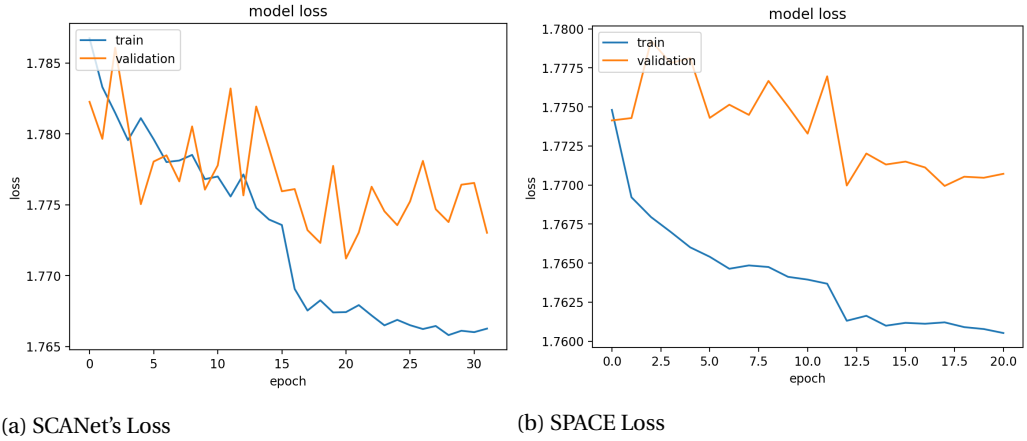 model loss
train
validation
1.785
1.780
1.775
1.770
1.765
loss
0 5 10 15 20 25 30
epoch
(a) SCANet's Loss
model loss
train
validation
1.7800
1.7775
1.7750
1.7725
1.7700
1.7675
1.7650
1.7625
1.7600
loss
0.0 2.5 5.0 7.5 10.0 12.5 15.0 17.5 20.0
epoch
(b) SPACE Loss